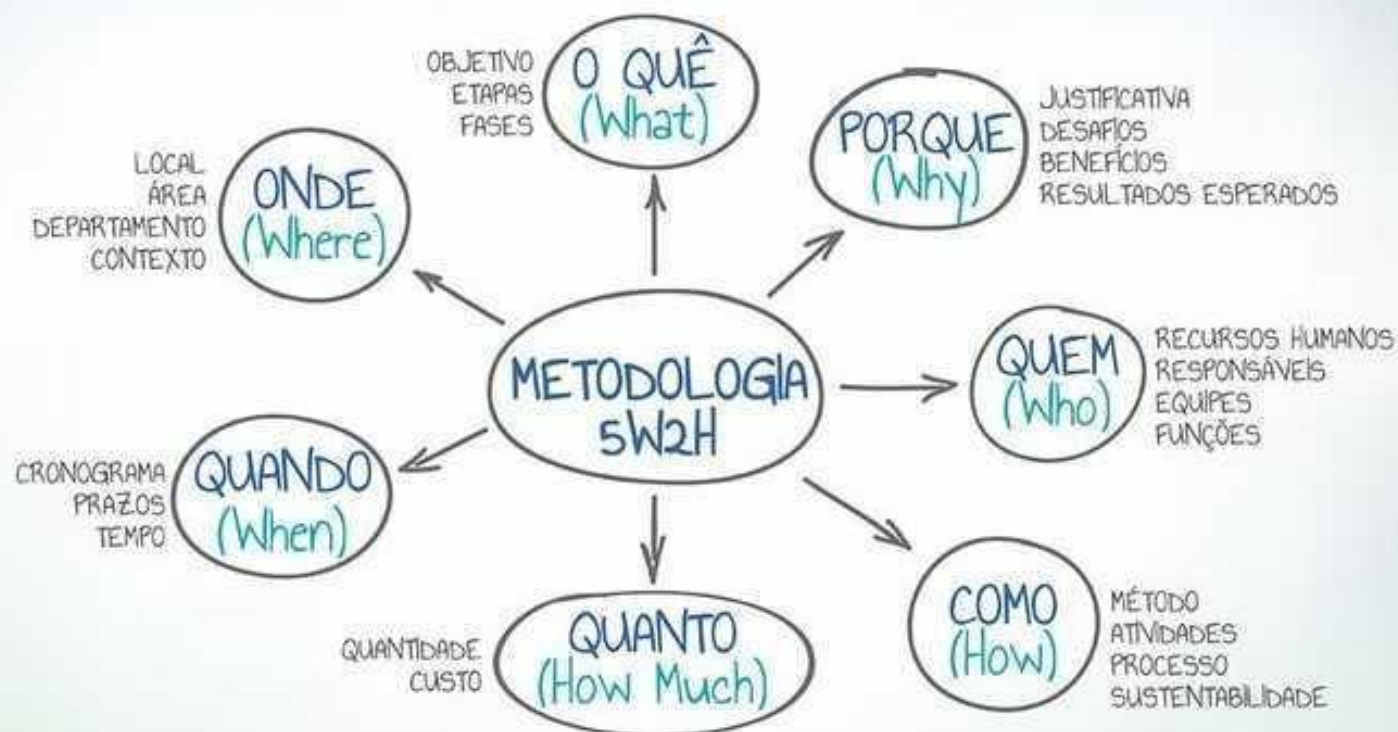 OBJETIVO
ETAPAS
FASES
O QUÊ
(What)
PORQUE
(Why)
JUSTIFICATIVA
DESAFIOS
BENEFÍCIOS
RESULTADOS ESPERADOS
LOCAL
ÁREA
DEPARTAMENTO
CONTEXTO
ONDE
(Where)
METODOLOGIA
5W2H
QUEM
(Who)
RECURSOS HUMANOS
RESPONSÁVEIS
EQUIPES
FUNÇÕES
CRONOGRAMA
PRAZOS
TEMPO
QUANDO
(When)
QUANTIDADE
CUSTO
QUANTO
(How Much)
COMO
(How)
MÉTODO
ATIVIDADES
PROCESSO
SUSTENTABILIDADE